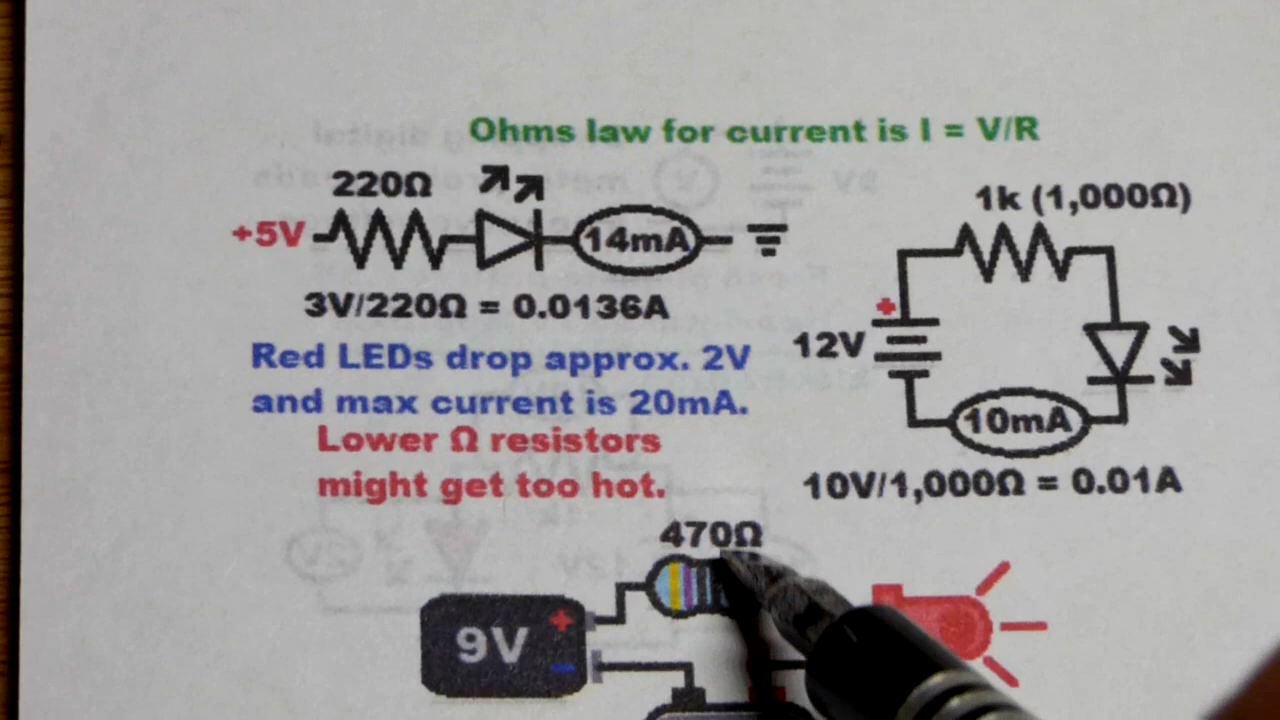 Ohms law for current is I = V/R
220Ω
+5V
14mA
3V/220Ω = 0.0136A
Red LEDs drop approx. 2V
and max current is 20mA.
Lower Ω resistors
might get too hot.
1k (1,000Ω)
+
12V
10mA
10V/1,000Ω = 0.01A
470Ω
9V
+
−